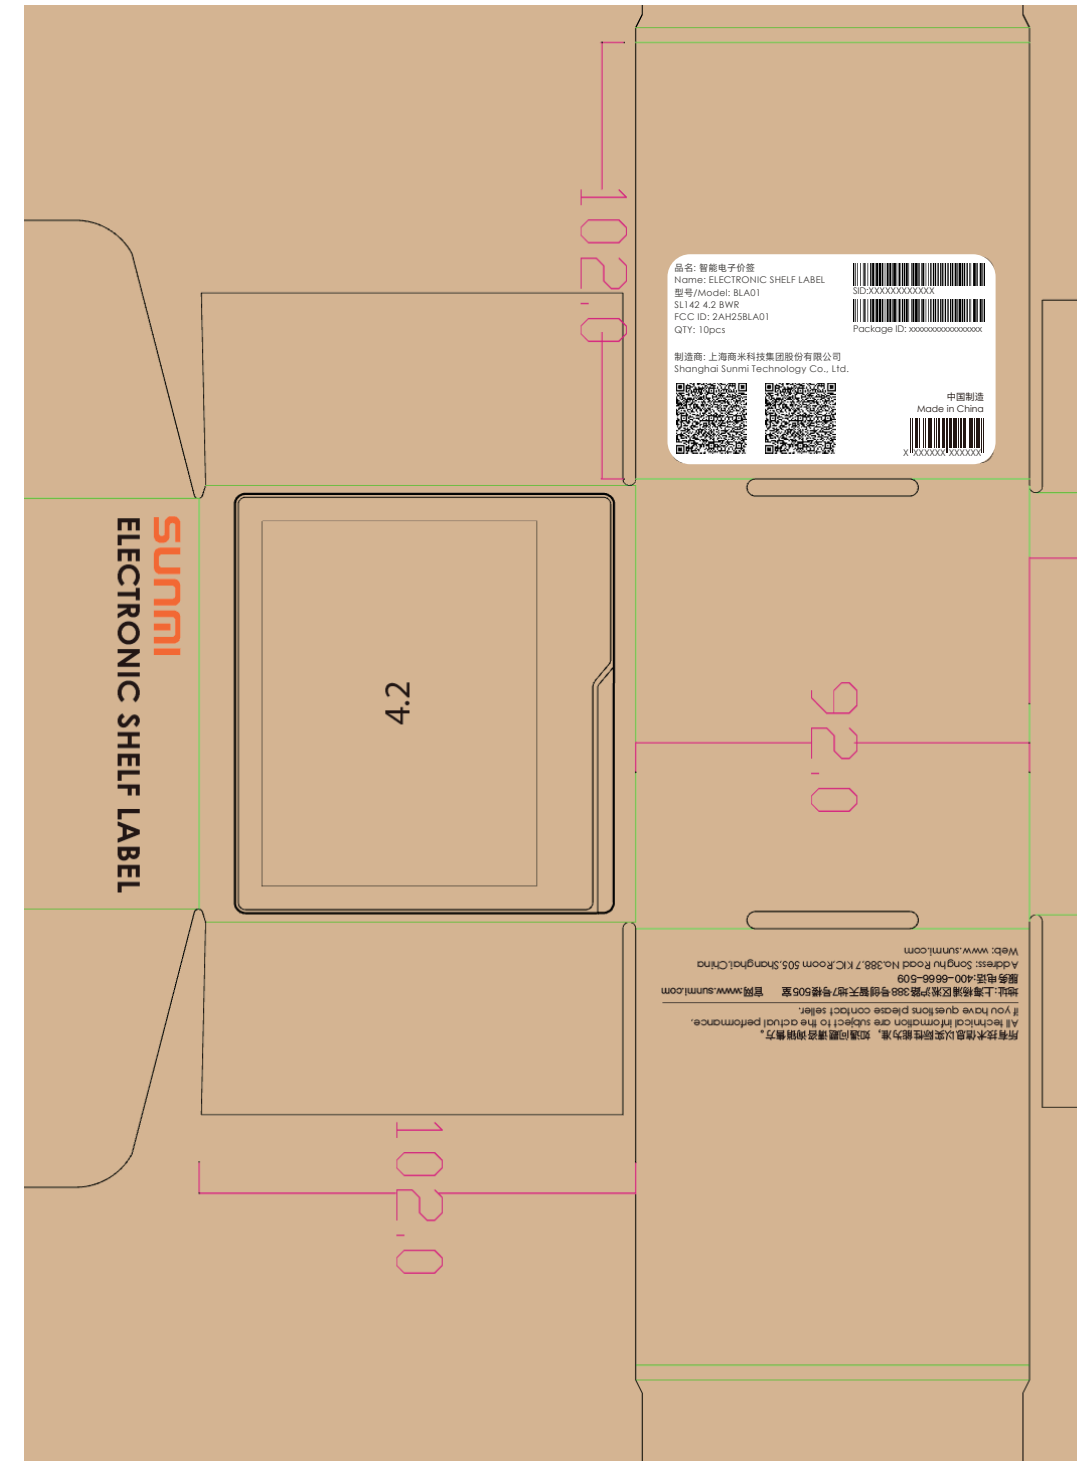 品名: 智能电子价签
Name: ELECTRONIC SHELF LABEL
型号/Model: BLA01
SL142 4.2 BWR
FCC ID: 2AH25BLA01
QTY: 10pcs
制造商: 上海商米科技集团股份有限公司
Shanghai Sunmi Technology Co., Ltd.
SID:XXXXXXXXXXXXX
Package ID: xxxxxxxxxxxxxxxxx
中国制造
Made in China
X XXXXXX XXXXXX
102.0
sunmi
ELECTRONIC SHELF LABEL
4.2
92.0
所有技术信息以实际性能为准，如遇问题请咨询销售方。
All technical information are subject to the actual performance.
If you have questions please contact seller.
地址:上海杨浦区淞沪路388号创智天地7号楼505室 官网:www.sunmi.com
服务电话:400-6666-509
Address: Songhu Road No.388,7 KIC,Room 505,Shanghai,China
Web: www.sunmi.com
102.0